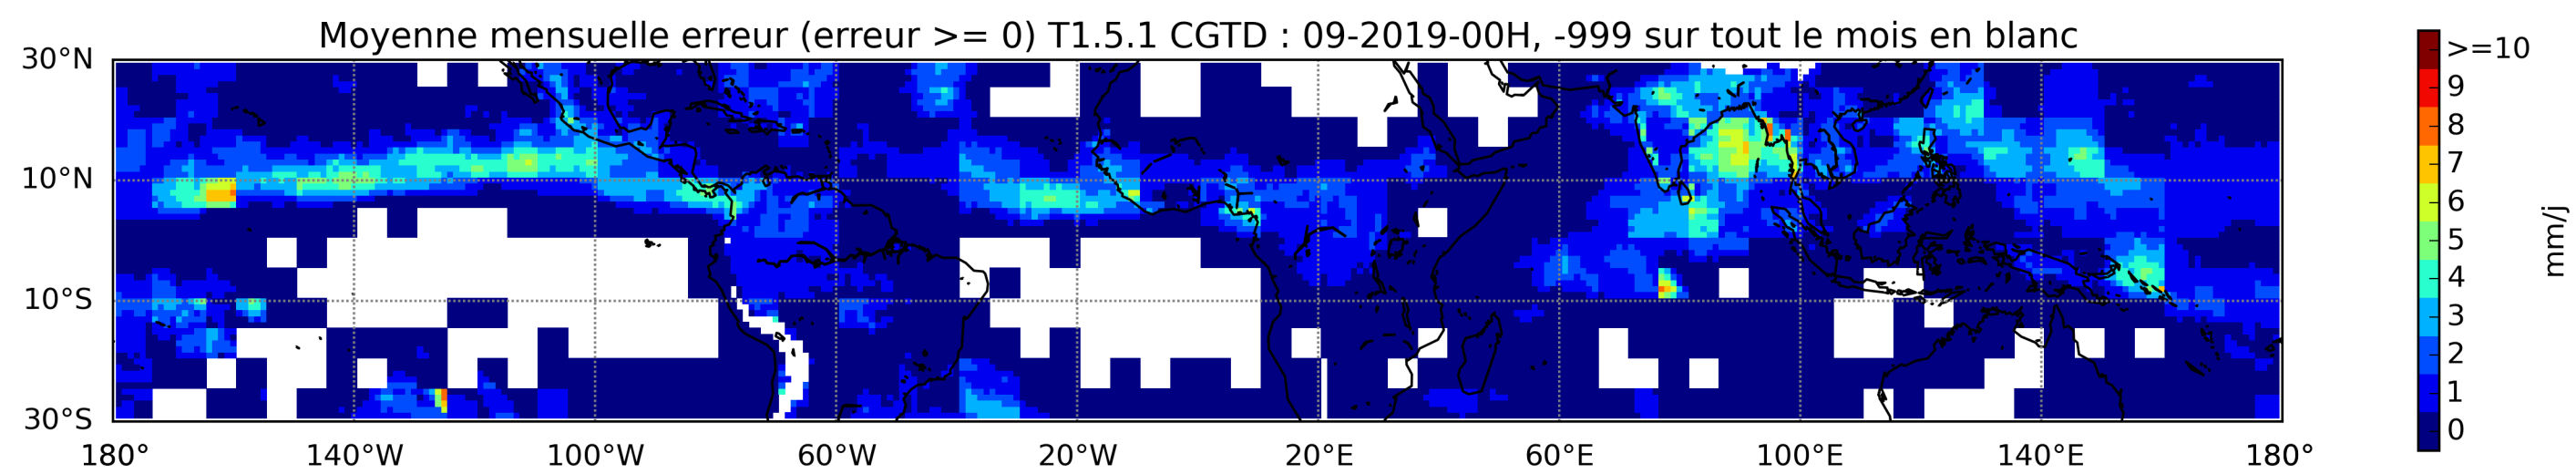 Moyenne mensuelle erreur (erreur >= 0) T1.5.1 CGTD : 09-2019-00H, -999 sur tout le mois en blanc
30°N
10°N
10°S
30°S
180° 140°W 100°W 60°W 20°W 20°E 60°E 100°E 140°E 180°
>=10
9
8
7
6
5
4
3
2
1
0
mm/j